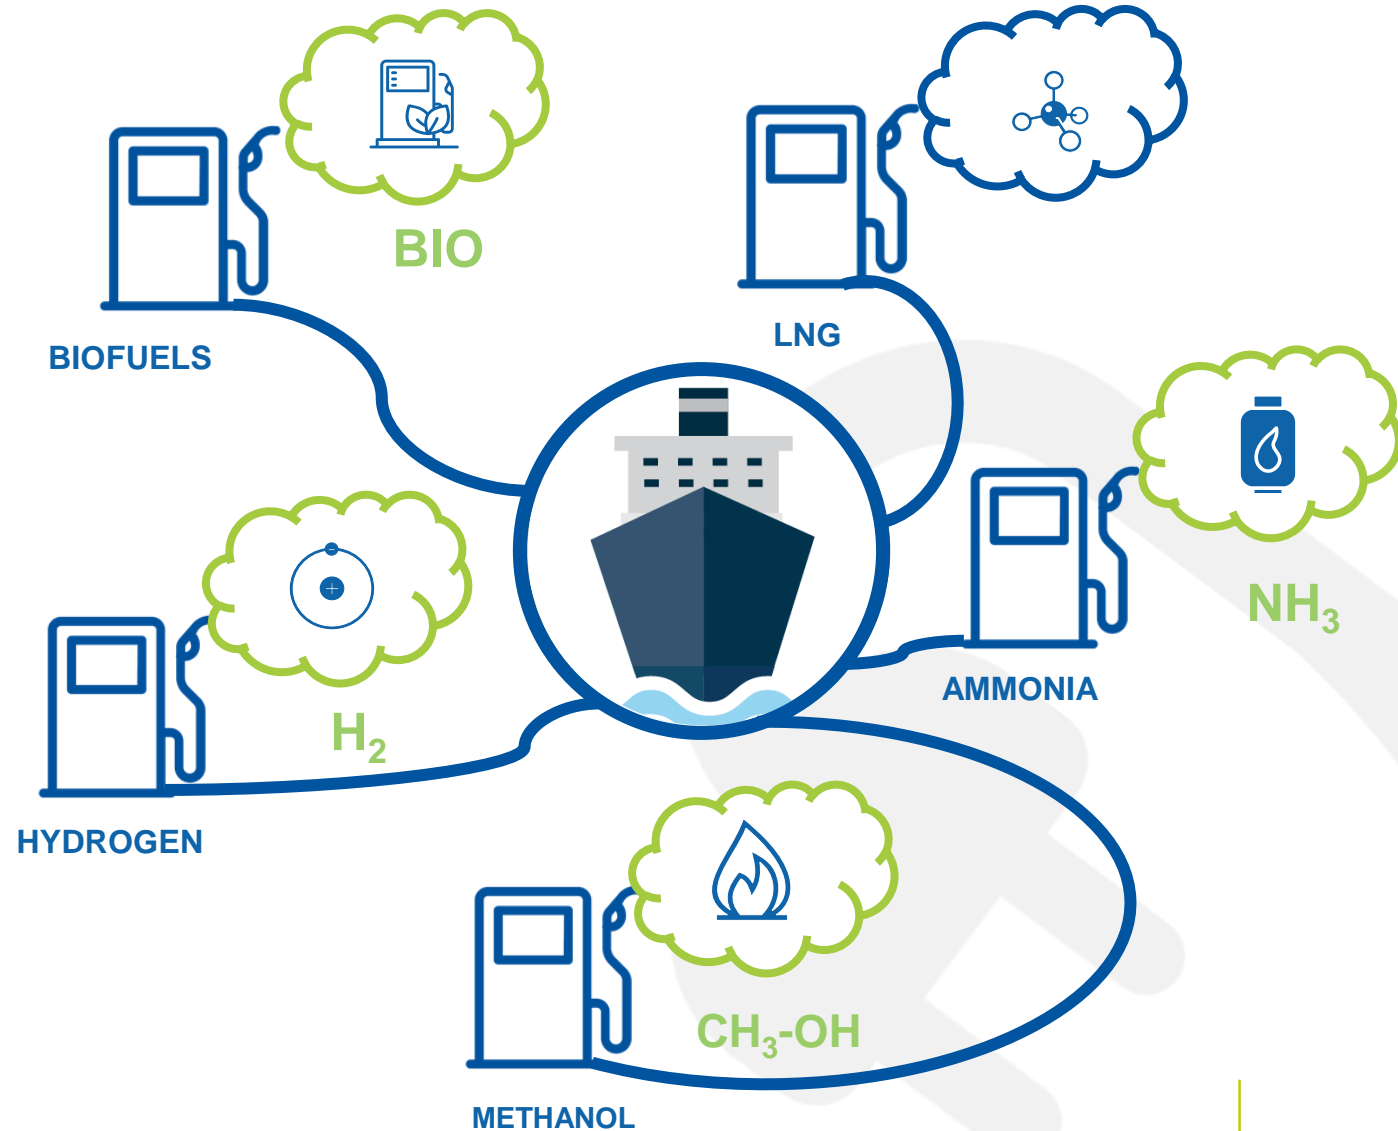 BIO
BIOFUELS
LNG
NH₃
AMMONIA
H₂
HYDROGEN
CH₃-OH
METHANOL